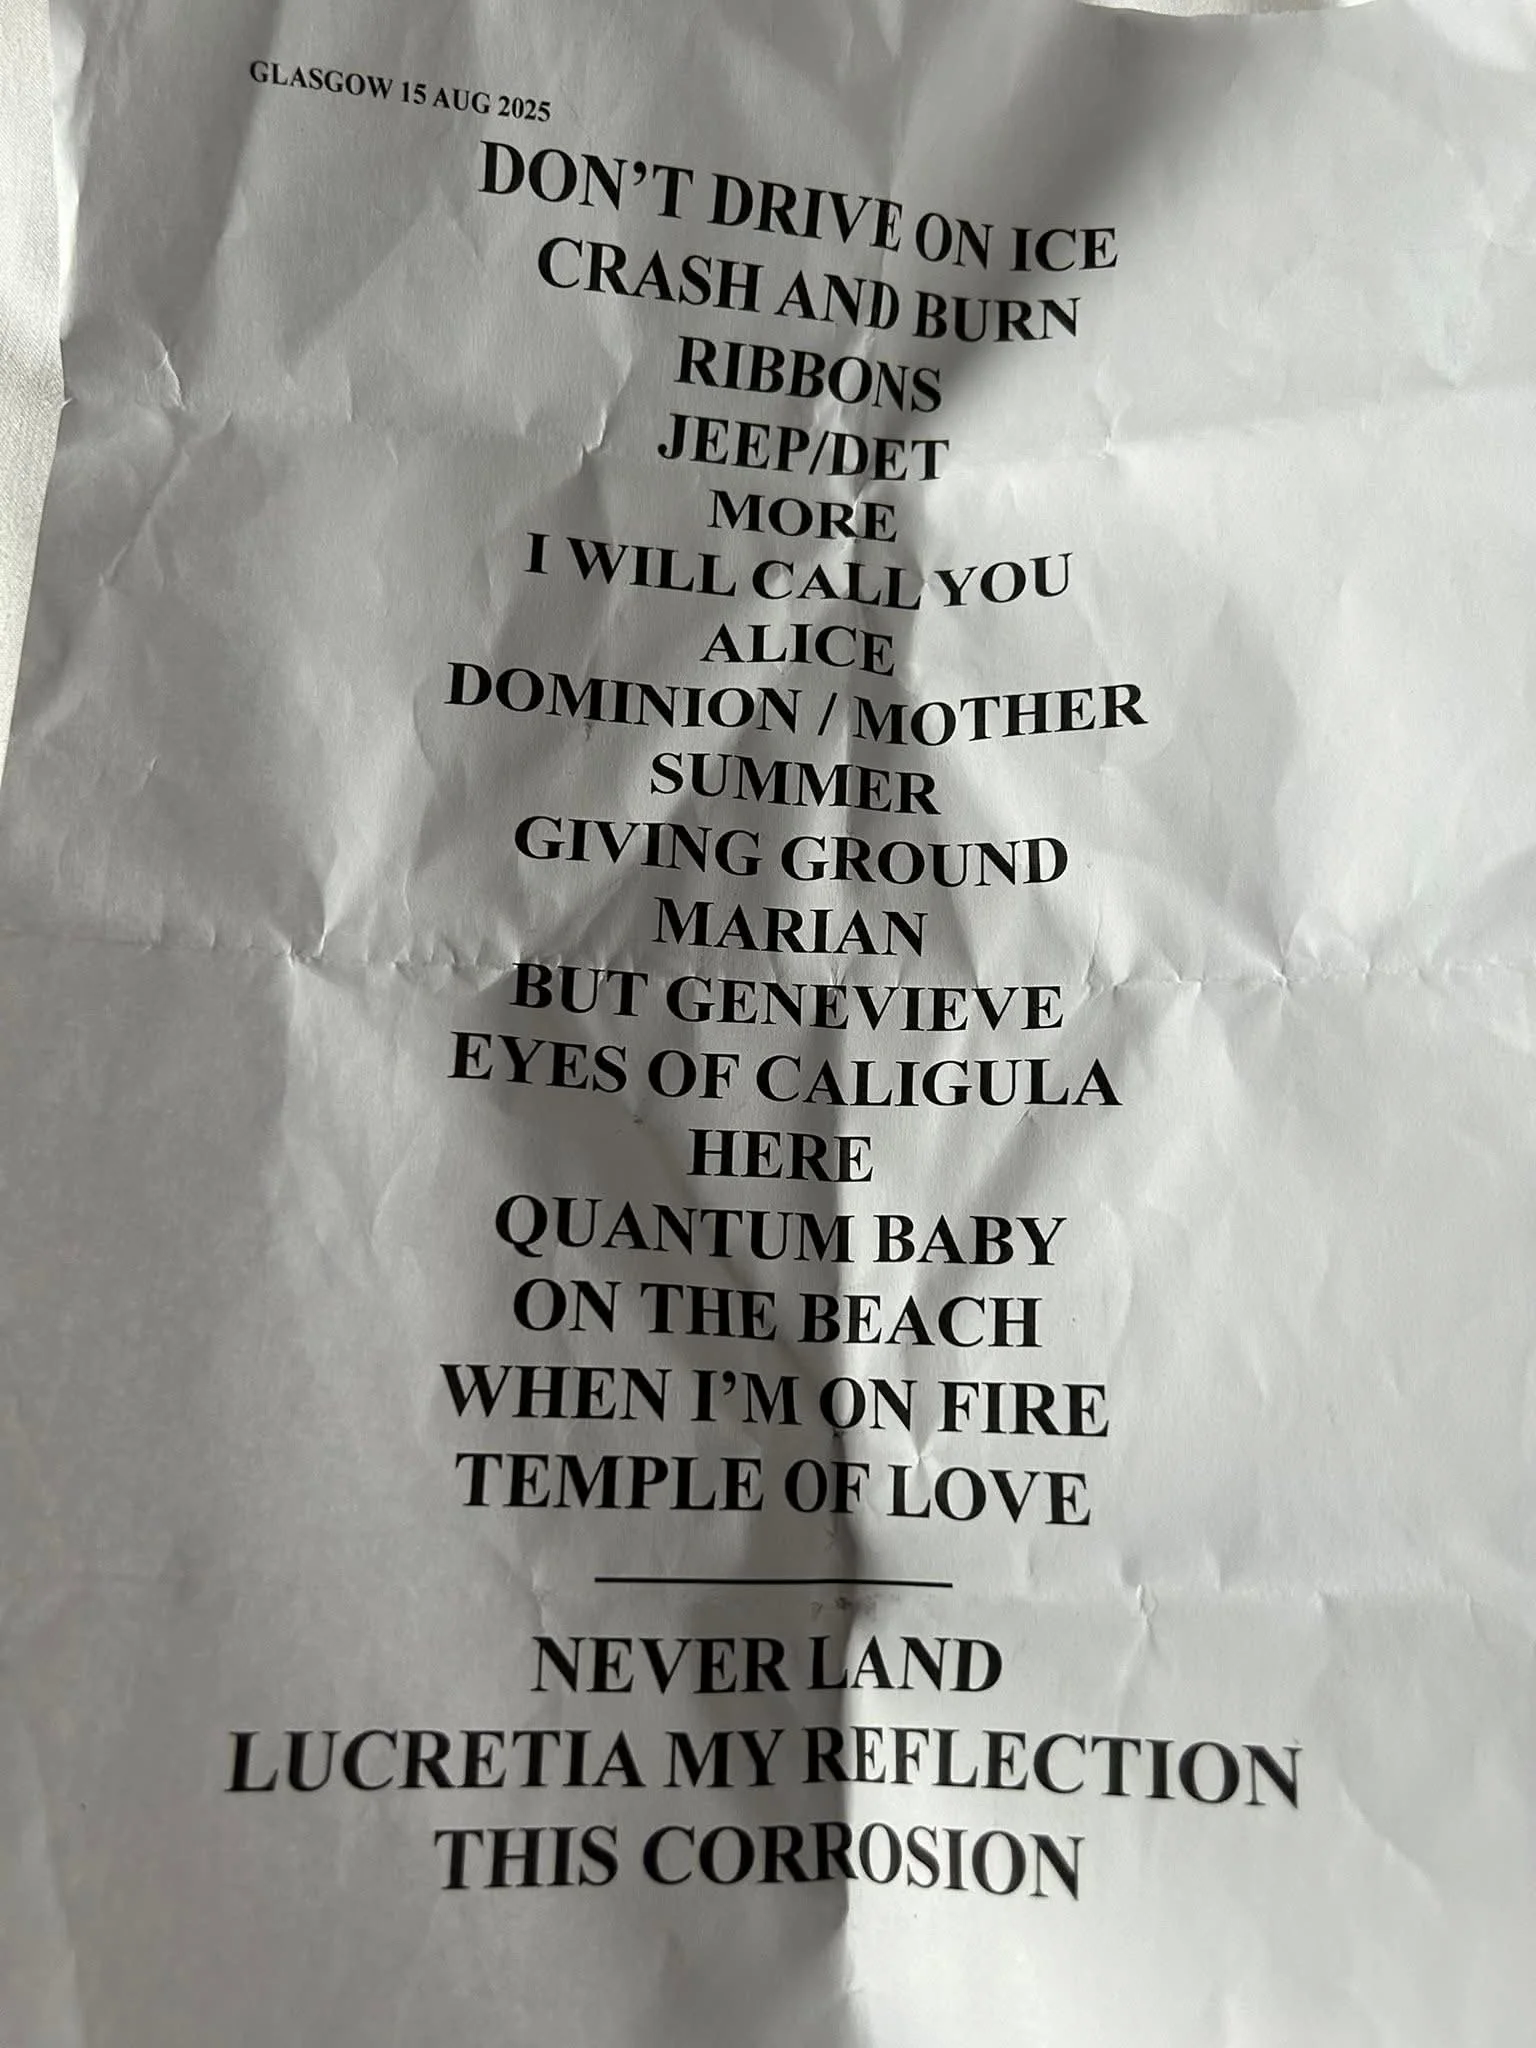 GLASGOW 15 AUG 2025
DON'T DRIVE ON ICE
CRASH AND BURN
RIBBONS
JEEP/DET
MORE
I WILL CALL YOU
ALICE
DOMINION / MOTHER
SUMMER
GIVING GROUND
MARIAN
BUT GENEVIEVE
EYES OF CALIGULA
HERE
QUANTUM BABY
ON THE BEACH
WHEN I'M ON FIRE
TEMPLE OF LOVE
NEVER LAND
LUCRETIA MY REFLECTION
THIS CORROSION